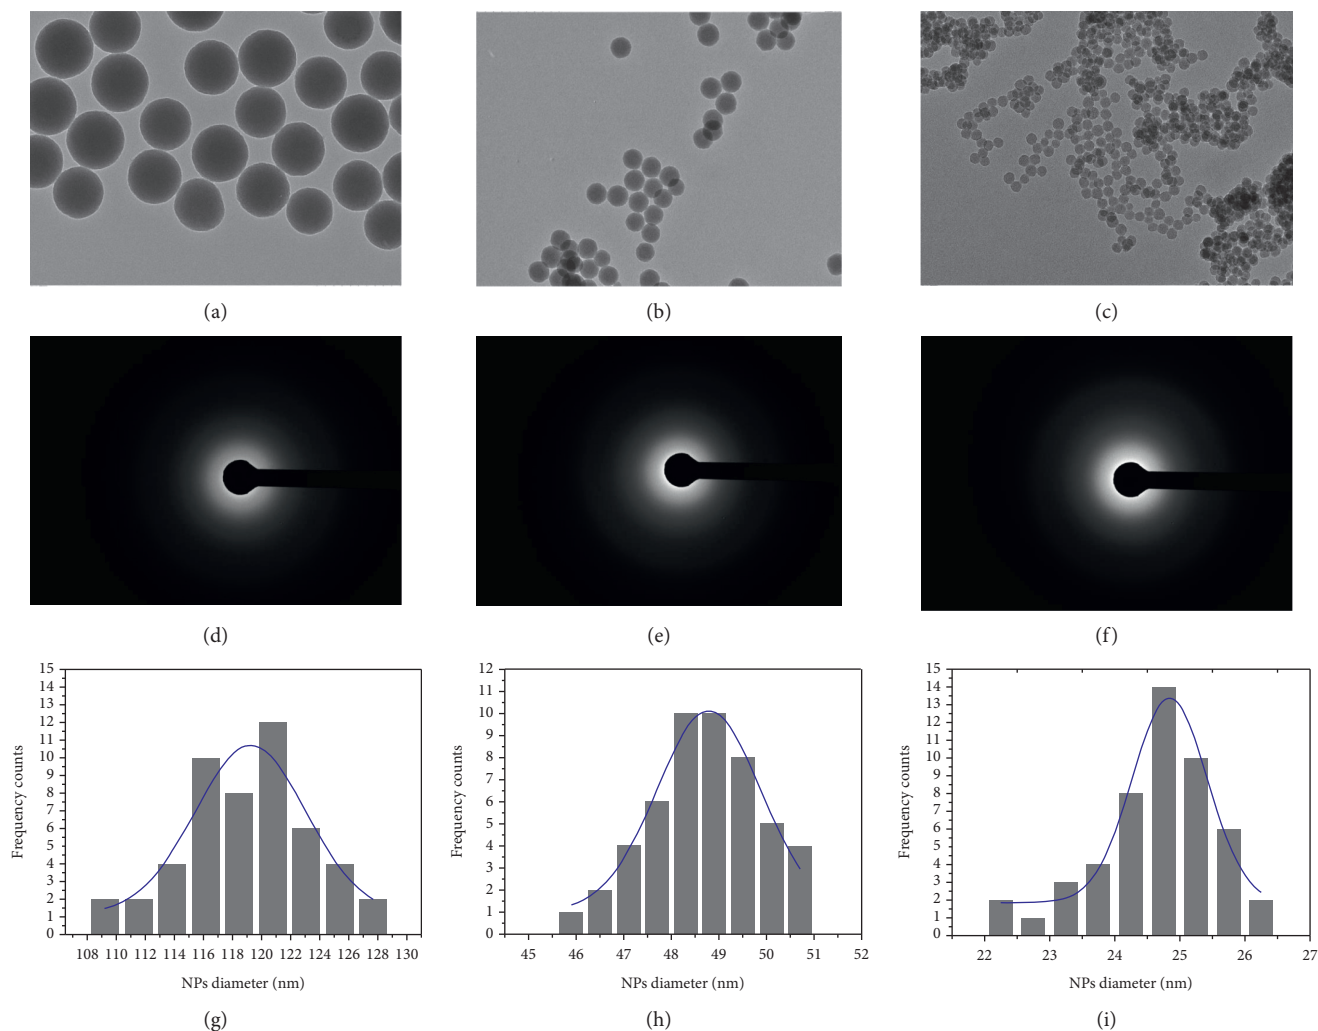 (a)
(b)
(c)
(d)
(e)
(f)
15
14
13
12
11
10
9
8
7
6
5
4
3
2
1
0
Frequency counts
108 110 112 114 116 118 120 122 124 126 128 130
NPs diameter (nm)
(g)
12
11
10
9
8
7
6
5
4
3
2
1
0
Frequency counts
45 46 47 48 49 50 51 52
NPs diameter (nm)
(h)
15
14
13
12
11
10
9
8
7
6
5
4
3
2
1
0
Frequency counts
22 23 24 25 26 27
NPs diameter (nm)
(i)